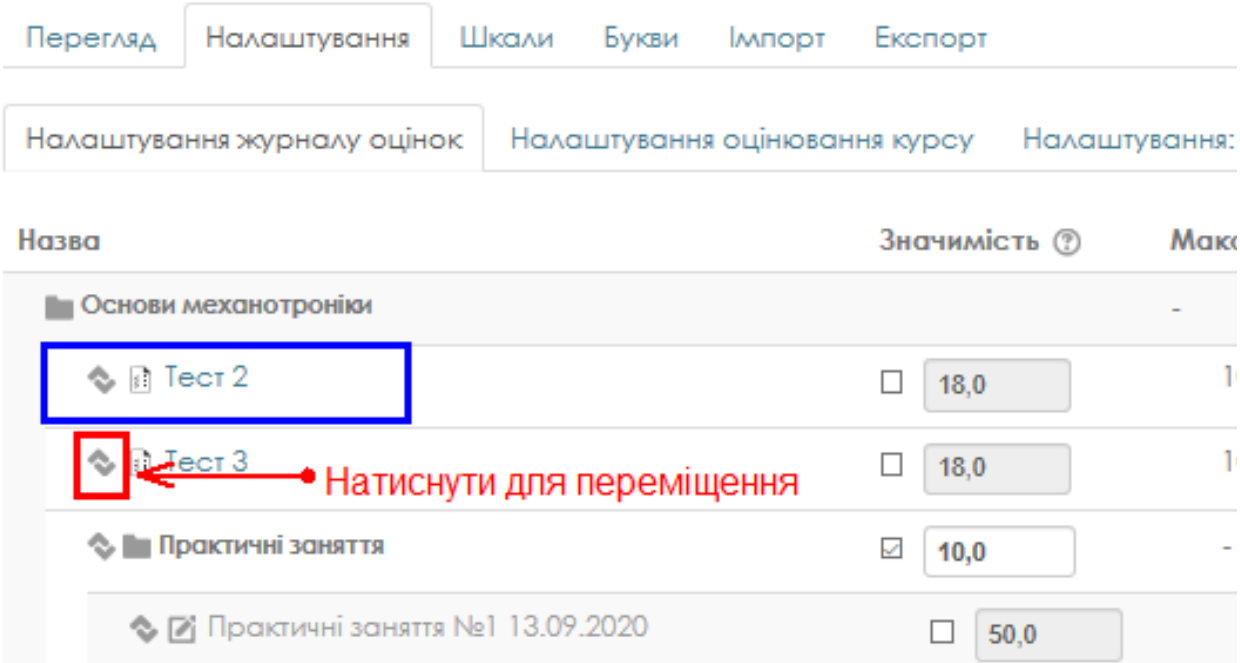 Перегляд Налаштування Шкали Букви Імпорт Експорт
Налаштування журналу оцінок Налаштування оцінювання курсу Налаштування:
Назва Значимість
Основи механотроніки -
Тест 2 18,0
Тест 3 18,0
Натиснути для переміщення
Практичні заняття 10,0 -
Практичні заняття №1 13.09.2020 50,0